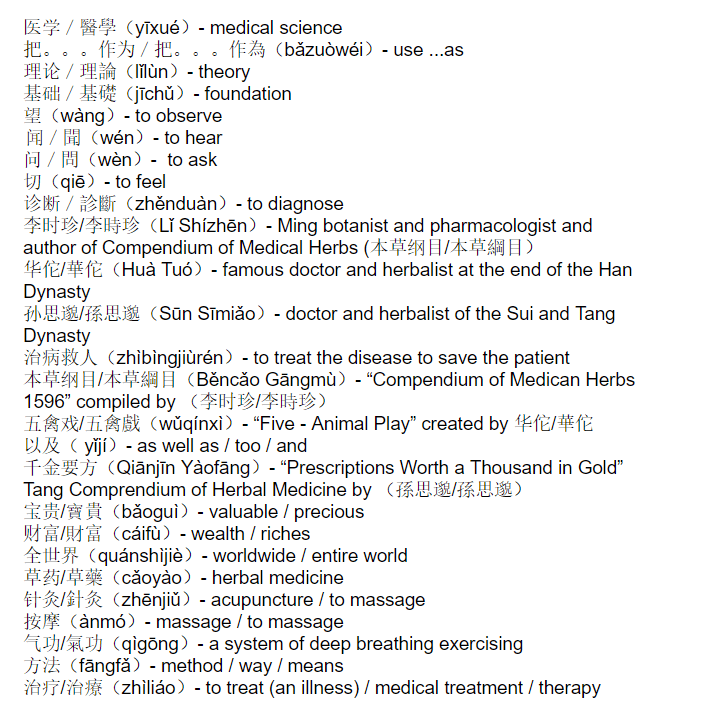 医学 / 醫學（yīxué）- medical science
把。。。作为 / 把。。。作為（bǎzuòwéi）- use ...as
理论 / 理論（lǐlùn）- theory
基础 / 基礎（jīchǔ）- foundation
望（wàng）- to observe
闻 / 聞（wén）- to hear
问 / 問（wèn）-  to ask
切（qiē）- to feel
诊断 / 診斷（zhěnduàn）- to diagnose
李时珍/李時珍（Lǐ Shízhēn）- Ming botanist and pharmacologist and
author of Compendium of Medical Herbs (本草纲目/本草綱目）
华佗/華佗（Huà Tuó）- famous doctor and herbalist at the end of the Han
Dynasty
孙思邈/孫思邈（Sūn Sīmiǎo）- doctor and herbalist of the Sui and Tang
Dynasty
治病救人（zhìbìngjiùrén）- to treat the disease to save the patient
本草纲目/本草綱目（Běncǎo Gāngmù）- “Compendium of Medican Herbs
1596” compiled by （李时珍/李時珍）
五禽戏/五禽戲（wǔqínxì）- “Five - Animal Play” created by 华佗/華佗
以及（ yǐjí）- as well as / too / and
千金要方（Qiānjīn Yàofāng）- “Prescriptions Worth a Thousand in Gold”
Tang Comprendium of Herbal Medicine by （孫思邈/孫思邈）
宝贵/寶貴（bǎoguì）- valuable / precious
财富/財富（cáifù）- wealth / riches
全世界（quánshìjiè）- worldwide / entire world
草药/草藥（cǎoyào）- herbal medicine
针灸/針灸（zhēnjiǔ）- acupuncture / to massage
按摩（ànmó）- massage / to massage
气功/氣功（qìgōng）- a system of deep breathing exercising
方法（fāngfǎ）- method / way / means
治疗/治療（zhìliáo）- to treat (an illness) / medical treatment / therapy